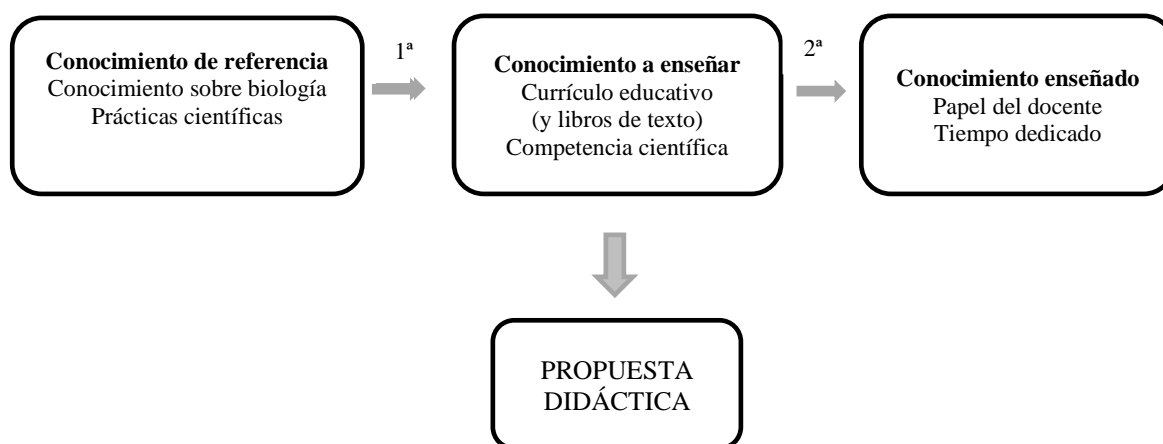 Conocimiento de referencia
Conocimiento sobre biología
Prácticas científicas
1ª
Conocimiento a enseñar
Currículo educativo
(y libros de texto)
Competencia científica
2ª
Conocimiento enseñado
Papel del docente
Tiempo dedicado
PROPUESTA
DIDÁCTICA